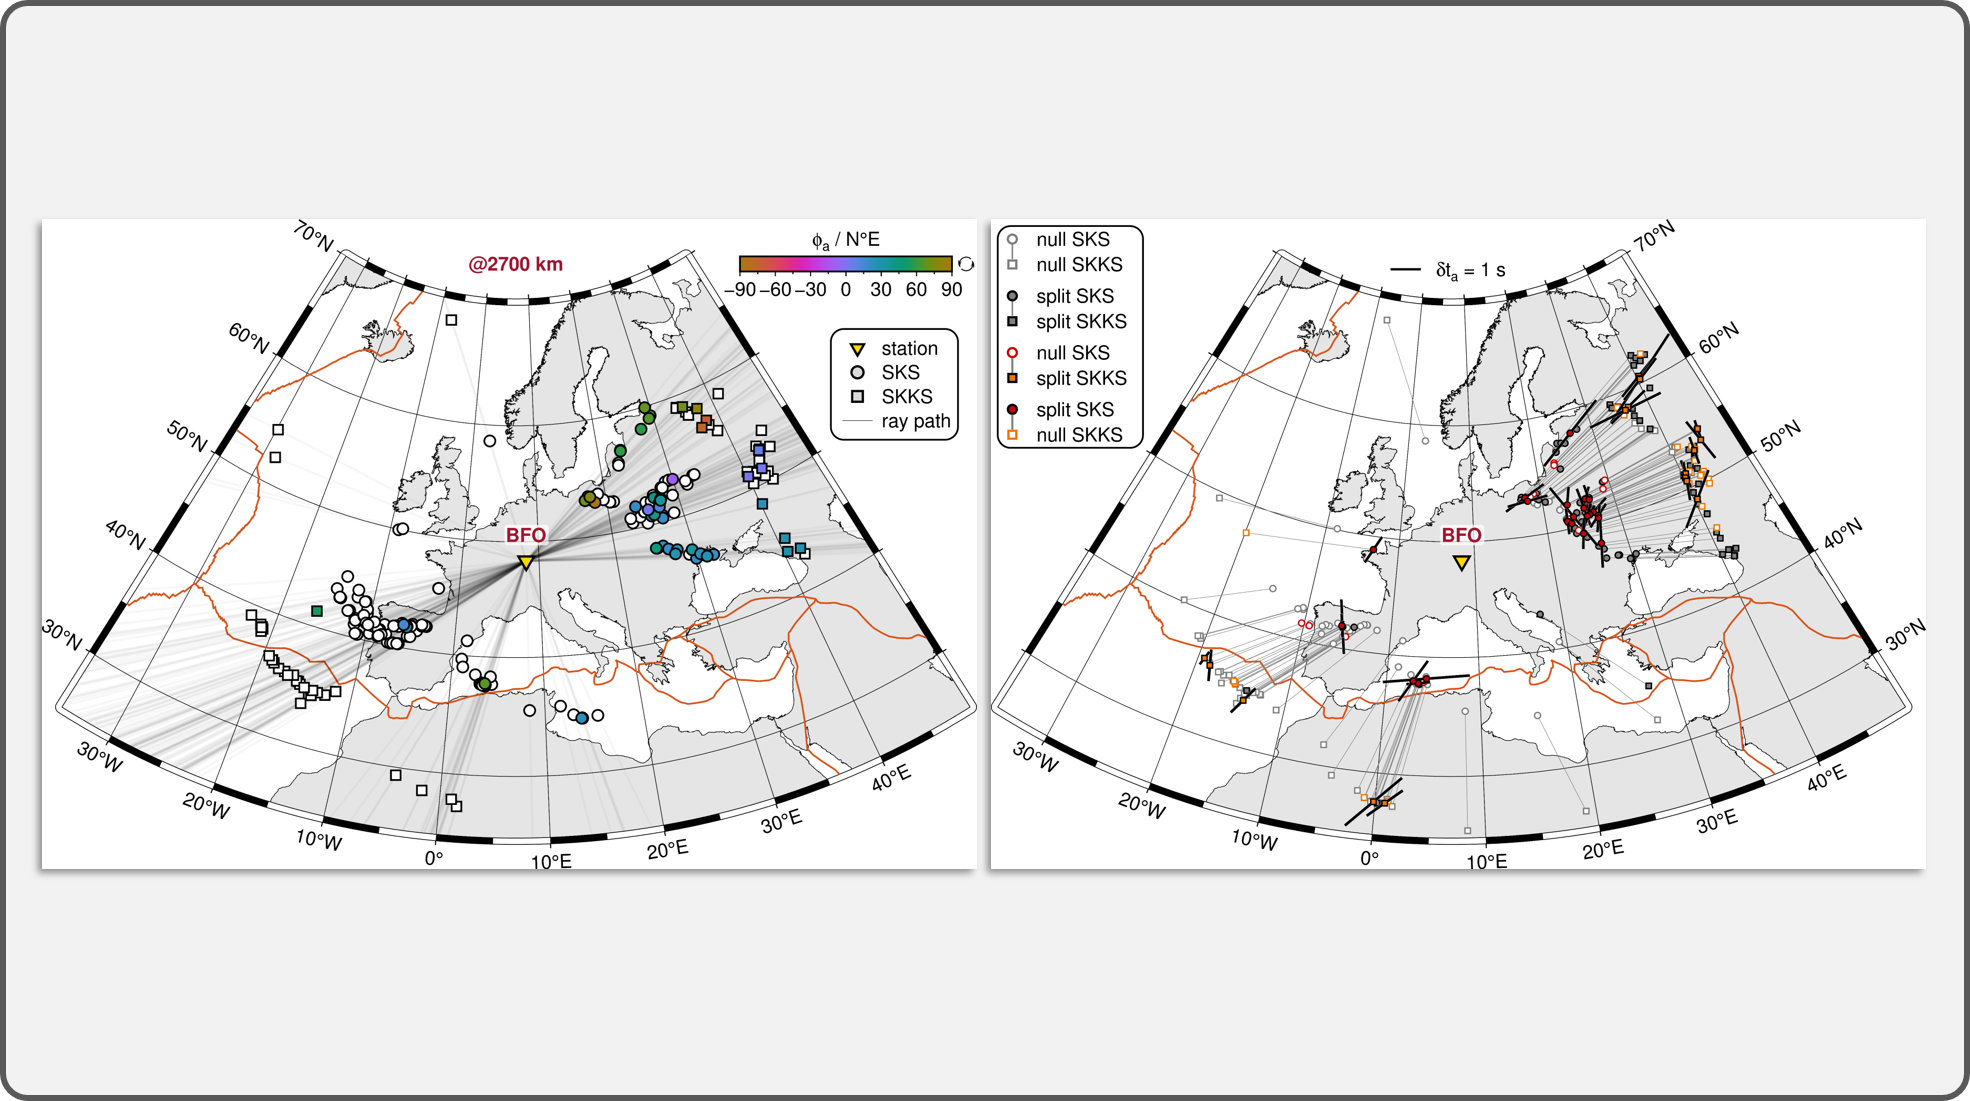 @2700 km
ϕa / N°E
−90 −60 −30 0 30 60 90
station
SKS
SKKS
ray path
BFO
70°N
60°N
50°N
40°N
30°N
30°W
20°W
10°W
0°
10°E
20°E
30°E
40°E
null SKS
null SKKS
split SKS
split SKKS
null SKS
split SKKS
split SKS
null SKKS
δta = 1 s
BFO
70°N
60°N
50°N
40°N
30°N
30°W
20°W
10°W
0°
10°E
20°E
30°E
40°E